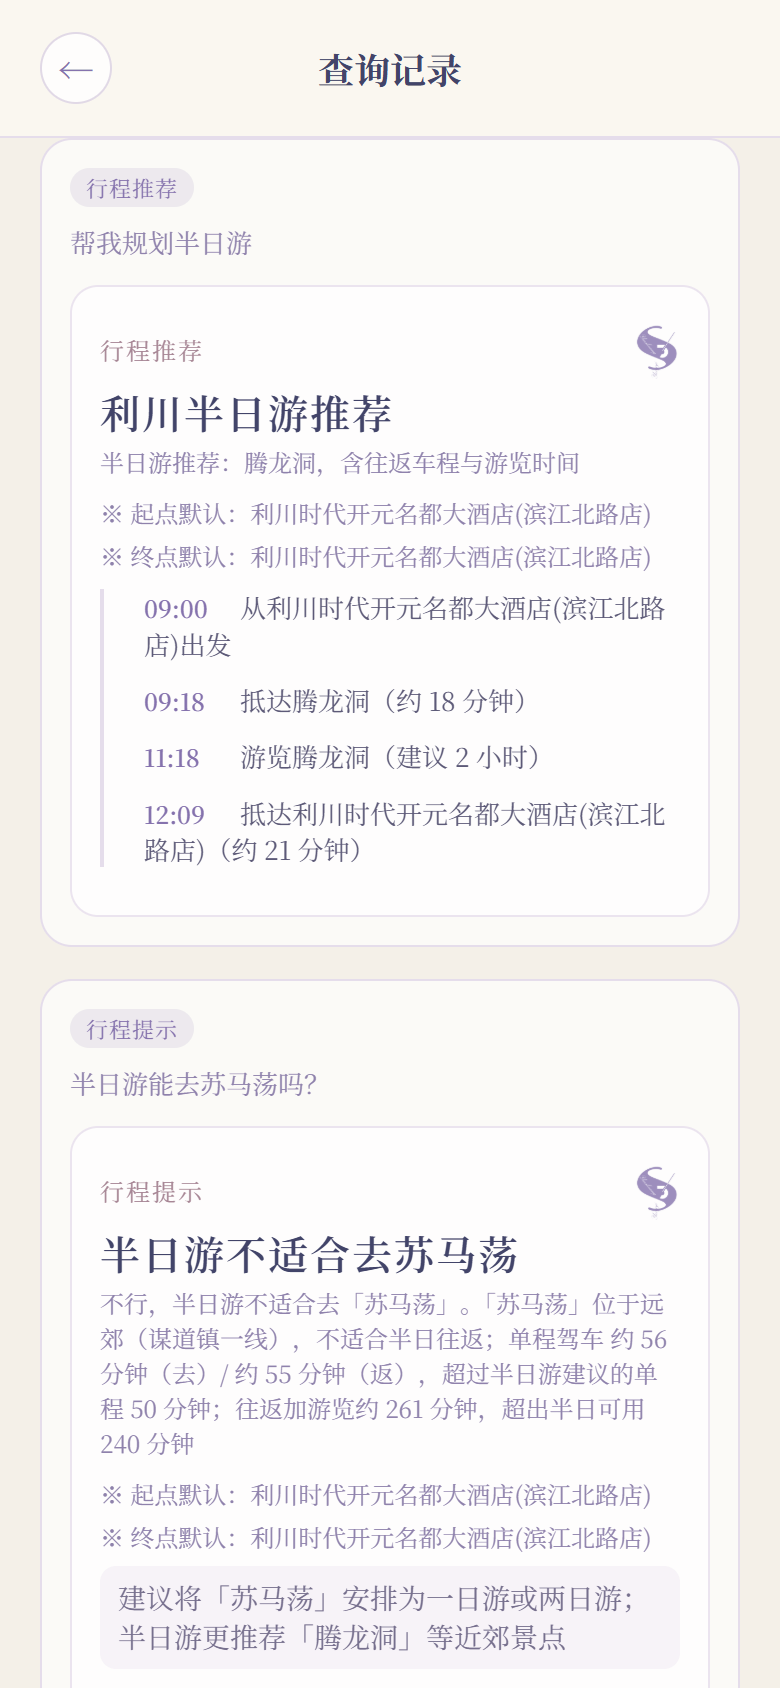 查询记录
行程推荐
帮我规划半日游
行程推荐
利川半日游推荐
半日游推荐：腾龙洞，含往返车程与游览时间
※ 起点默认：利川时代开元名都大酒店(滨江北路店)
※ 终点默认：利川时代开元名都大酒店(滨江北路店)
09:00 从利川时代开元名都大酒店(滨江北路
店)出发
09:18 抵达腾龙洞（约 18 分钟）
11:18 游览腾龙洞（建议 2 小时）
12:09 抵达利川时代开元名都大酒店(滨江北
路店)（约 21 分钟）
行程提示
半日游能去苏马荡吗？
行程提示
半日游不适合去苏马荡
不行，半日游不适合去「苏马荡」。「苏马荡」位于远
郊（谋道镇一线），不适合半日往返；单程驾车 约 56
分钟（去）/ 约 55 分钟（返），超过半日游建议的单
程 50 分钟；往返加游览约 261 分钟，超出半日可用
240 分钟
※ 起点默认：利川时代开元名都大酒店(滨江北路店)
※ 终点默认：利川时代开元名都大酒店(滨江北路店)
建议将「苏马荡」安排为一日游或两日游；
半日游更推荐「腾龙洞」等近郊景点